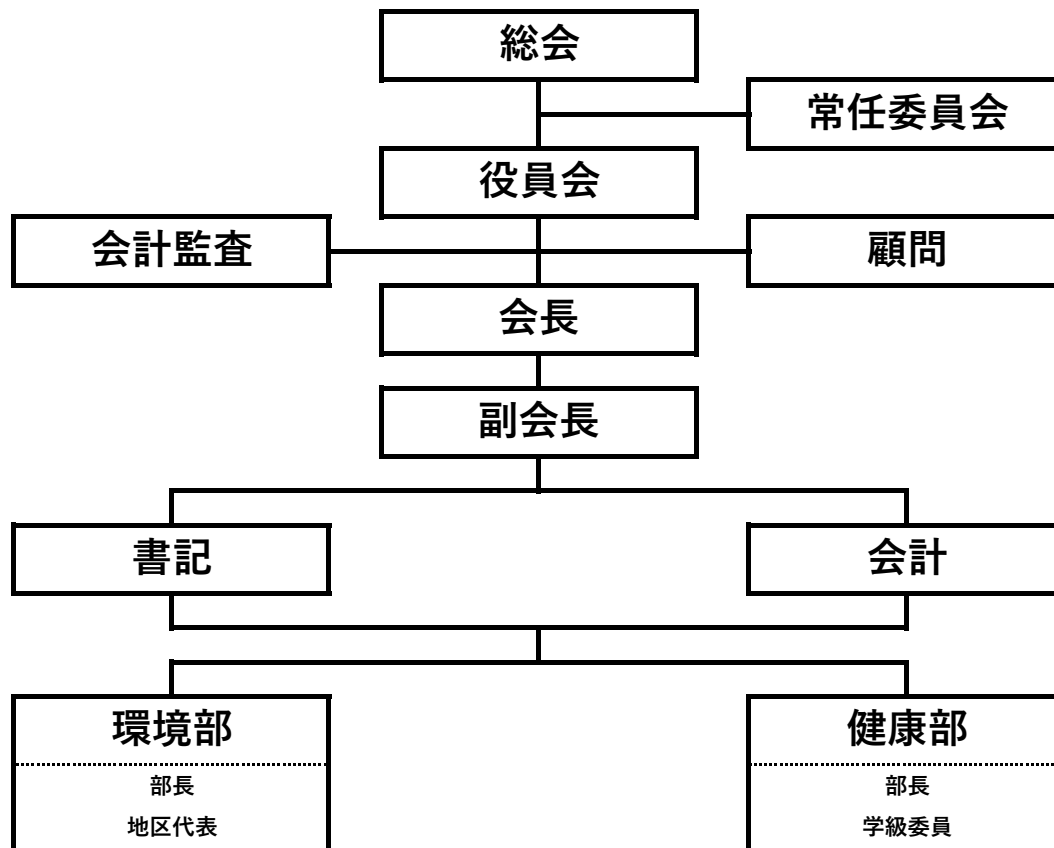 総会
常任委員会
役員会
会計監査
顧問
会長
副会長
書記
会計
環境部
部長
地区代表
健康部
部長
学級委員